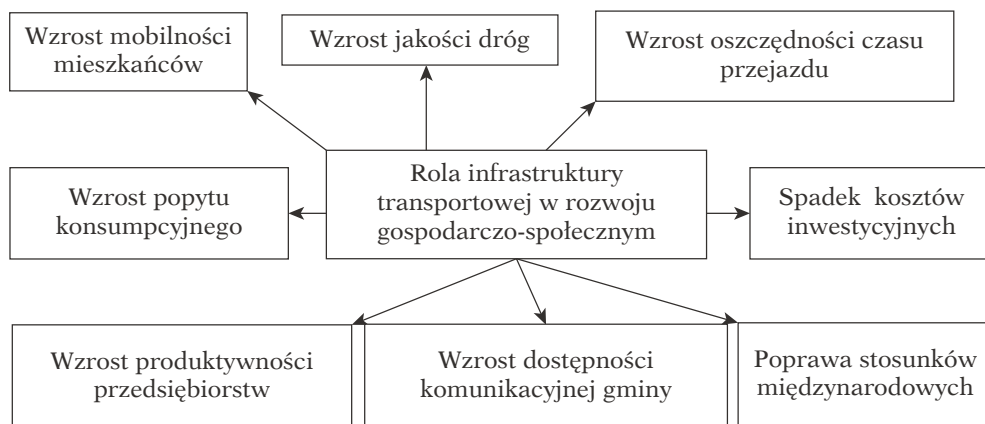 Wzrost mobilności
mieszkańców
Wzrost jakości dróg
Wzrost oszczędności czasu
przejazdu
Wzrost popytu
konsumpcyjnego
Rola infrastruktury
transportowej w rozwoju
gospodarczo-społecznym
Spadek kosztów
inwestycyjnych
Wzrost produktywności
przedsiębiorstw
Wzrost dostępności
komunikacyjnej gminy
Poprawa stosunków
międzynarodowych